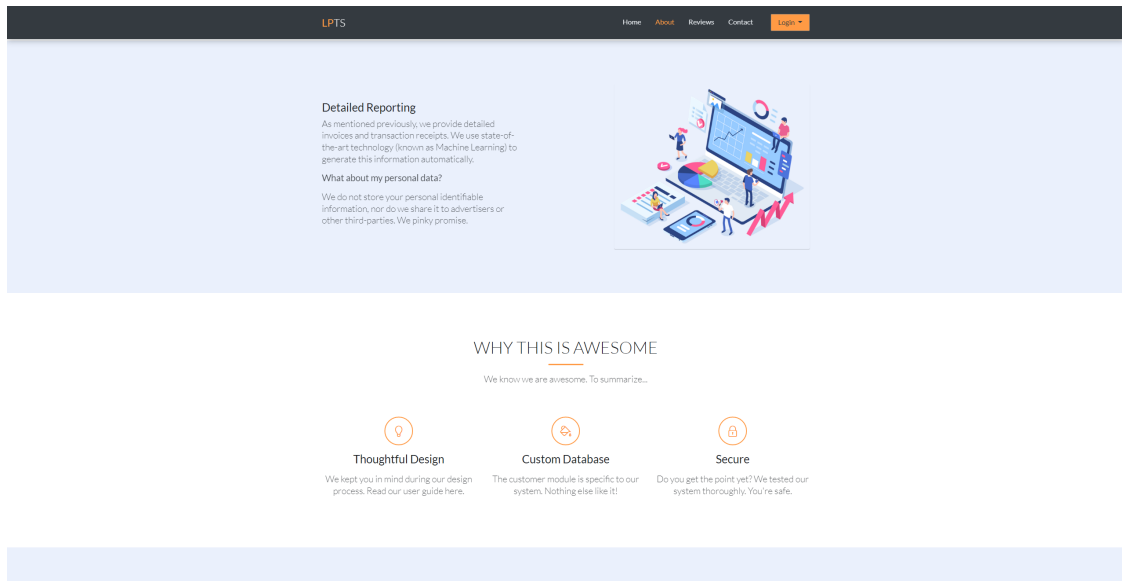 LPTS
Home About Reviews Contact Login
Detailed Reporting
As mentioned previously, we provide detailed
invoices and transaction receipts. We use state-of-
the-art technology (known as Machine Learning) to
generate this information automatically.
What about my personal data?
We do not store your personal identifiable
information, nor do we share it to advertisers or
other third-parties. We pinky promise.
WHY THIS IS AWESOME
We know we are awesome. To summarize...
Thoughtful Design
We kept you in mind during our design
process. Read our user guide here.
Custom Database
The customer module is specific to our
system. Nothing else like it!
Secure
Do you get the point yet? We tested our
system thoroughly. You're safe.